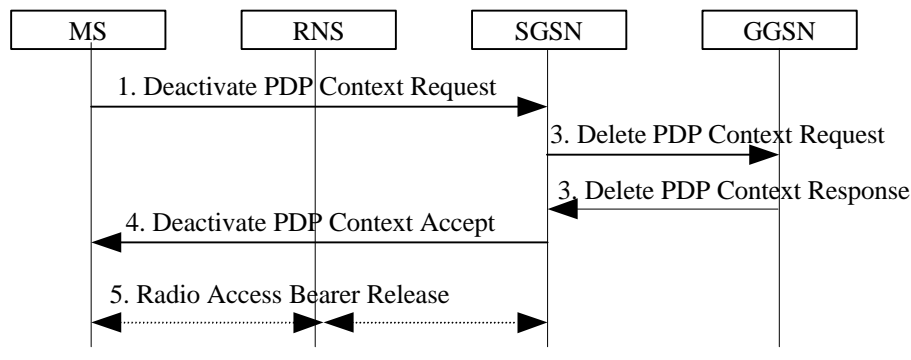 MS RNS SGSN GGSN
1. Deactivate PDP Context Request
3. Delete PDP Context Request
3. Delete PDP Context Response
4. Deactivate PDP Context Accept
5. Radio Access Bearer Release